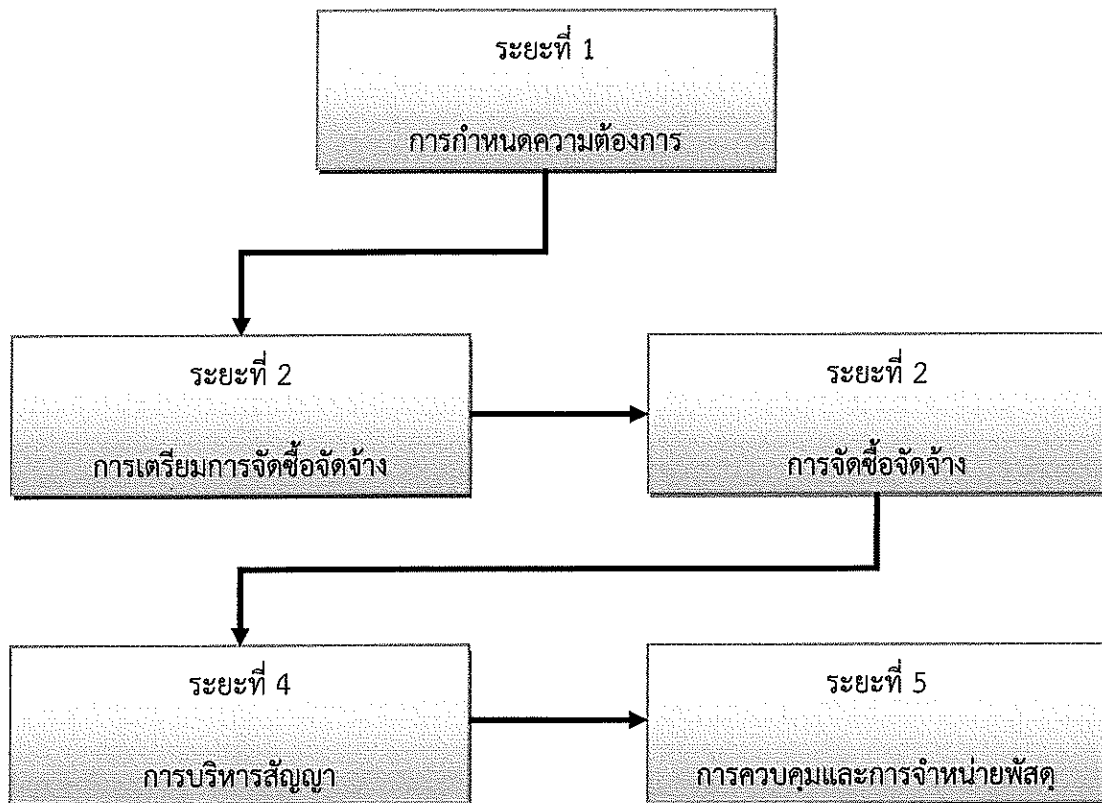 ระยะที่ 1
การกำหนดความต้องการ
ระยะที่ 2
การเตรียมการจัดซื้อจัดจ้าง
ระยะที่ 2
การจัดซื้อจัดจ้าง
ระยะที่ 4
การบริหารสัญญา
ระยะที่ 5
การควบคุมและการจำหน่ายพัสดุ